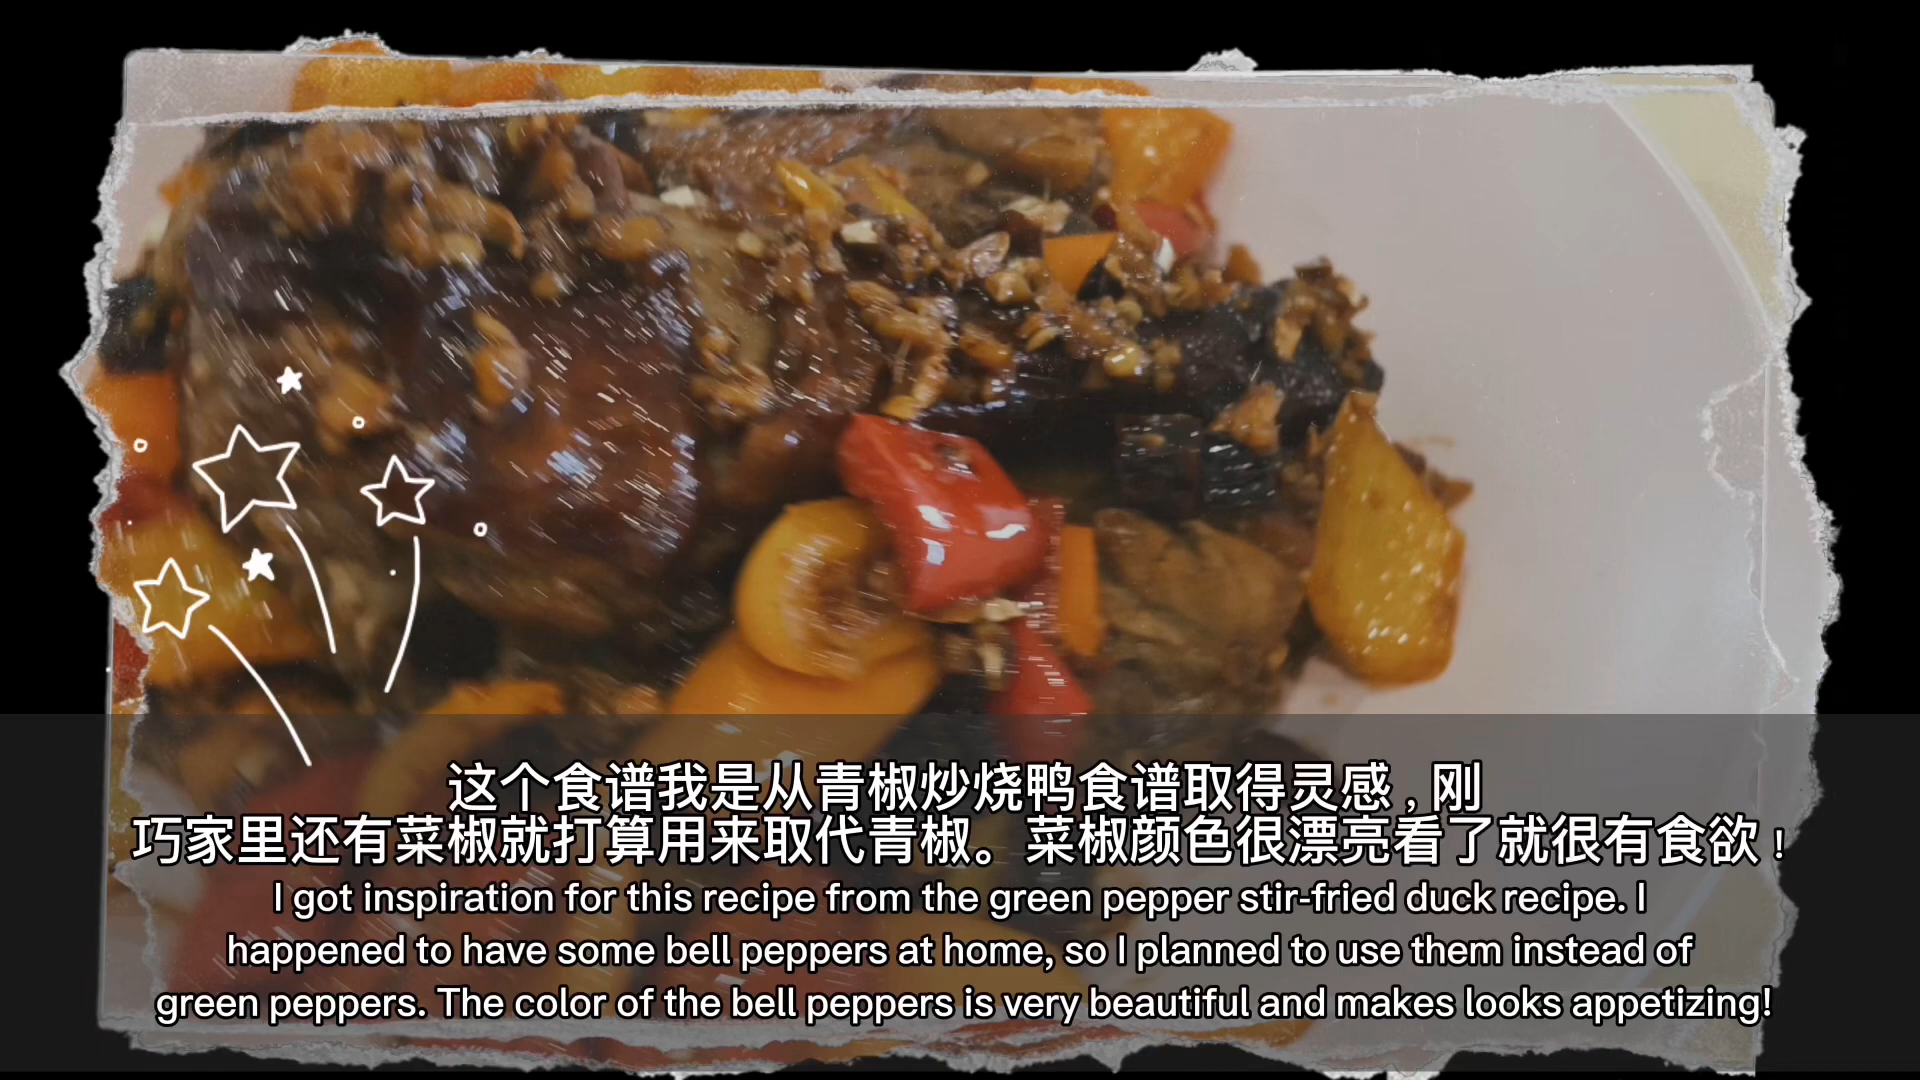 这个食谱我是从青椒炒烧鸭食谱取得灵感，刚
巧家里还有菜椒就打算用来取代青椒。菜椒颜色很漂亮看了就很有食欲！
I got inspiration for this recipe from the green pepper stir-fried duck recipe. I
happened to have some bell peppers at home, so I planned to use them instead of
green peppers. The color of the bell peppers is very beautiful and makes looks appetizing!